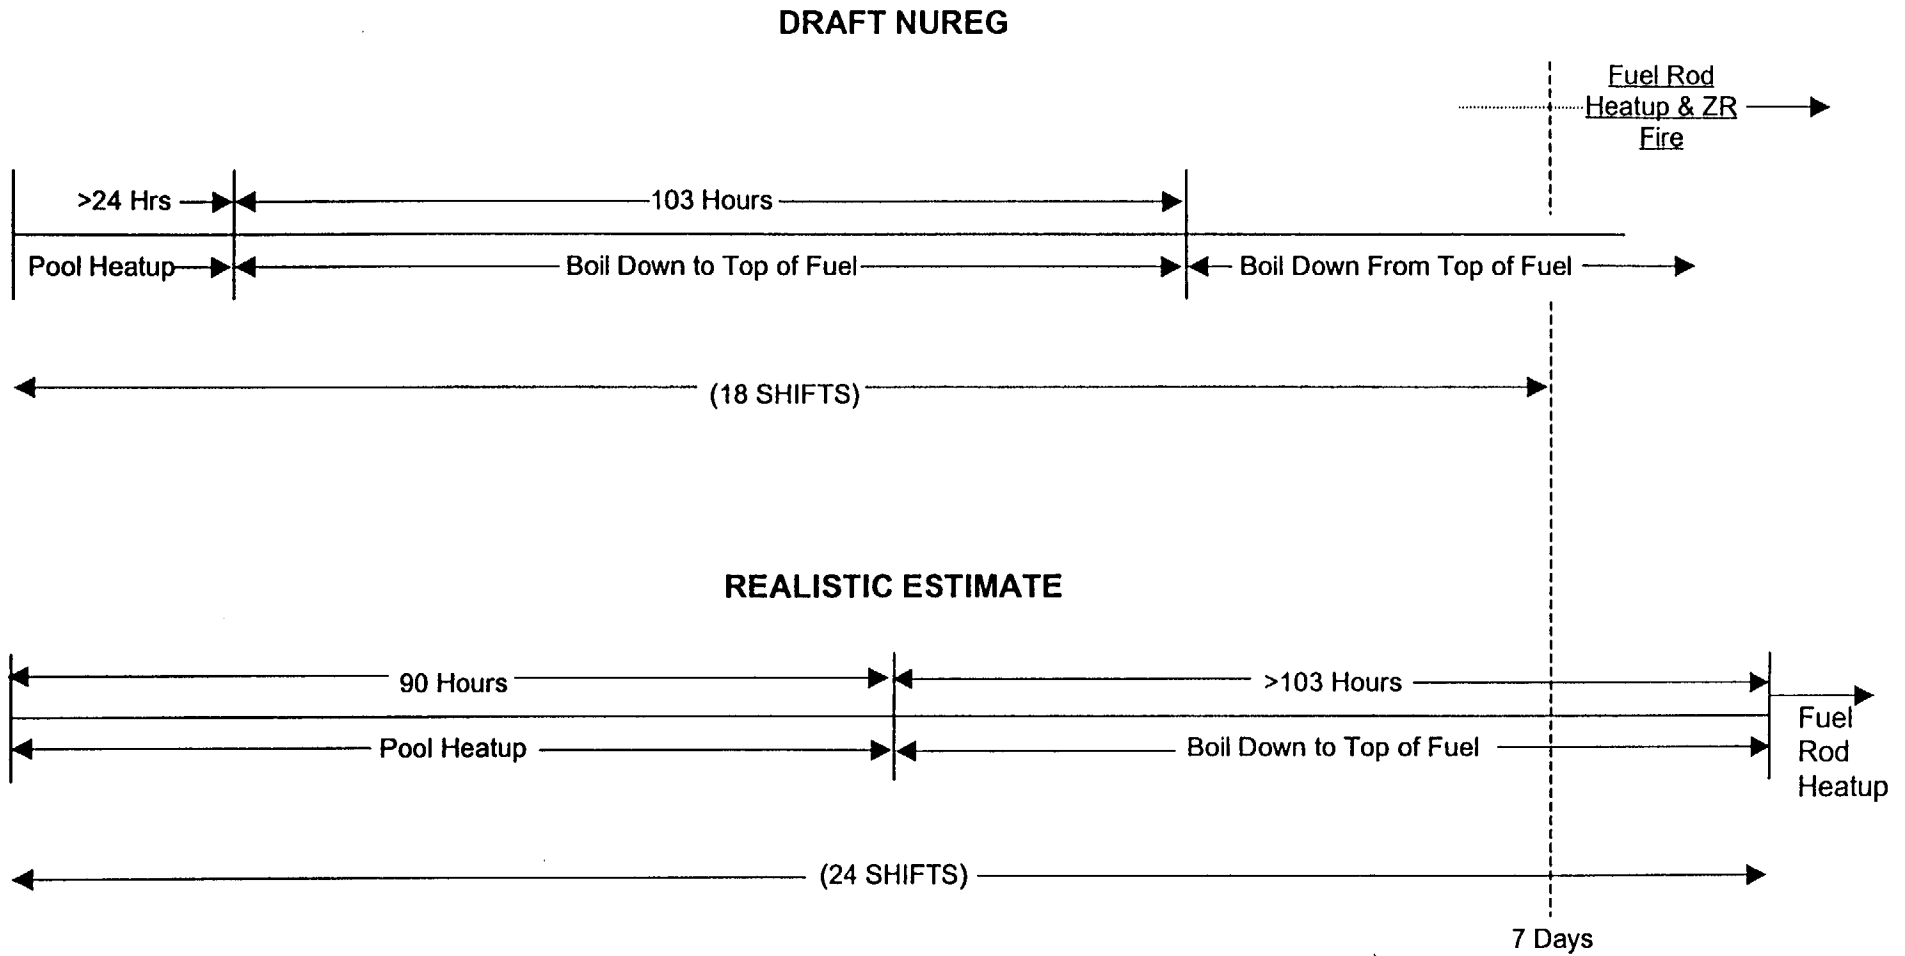 DRAFT NUREG
Fuel Rod
Heatup & ZR
Fire
>24 Hrs
103 Hours
Pool Heatup
Boil Down to Top of Fuel
Boil Down From Top of Fuel
(18 SHIFTS)
REALISTIC ESTIMATE
90 Hours
>103 Hours
Pool Heatup
Boil Down to Top of Fuel
Fuel
Rod
Heatup
(24 SHIFTS)
7 Days